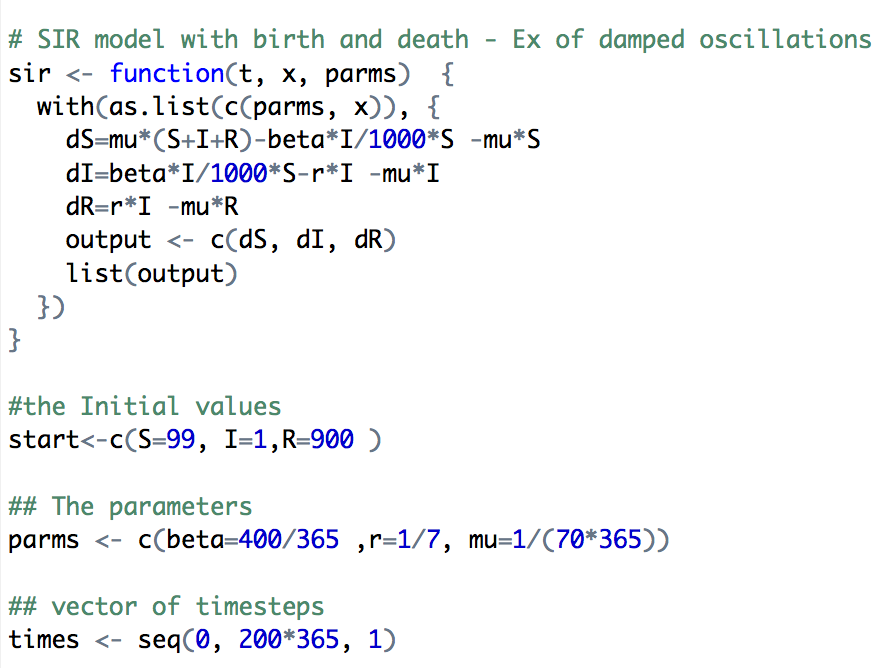 # SIR model with birth and death - Ex of damped oscillations
sir <- function(t, x, parms)  {
  with(as.list(c(parms, x)), {
    dS=mu*(S+I+R)-beta*I/1000*S -mu*S
    dI=beta*I/1000*S-r*I -mu*I
    dR=r*I -mu*R
    output <- c(dS, dI, dR)
    list(output)
  })
}
#the Initial values
start<-c(S=99, I=1,R=900 )
## The parameters
parms <- c(beta=400/365 ,r=1/7, mu=1/(70*365))
## vector of timesteps
times <- seq(0, 200*365, 1)